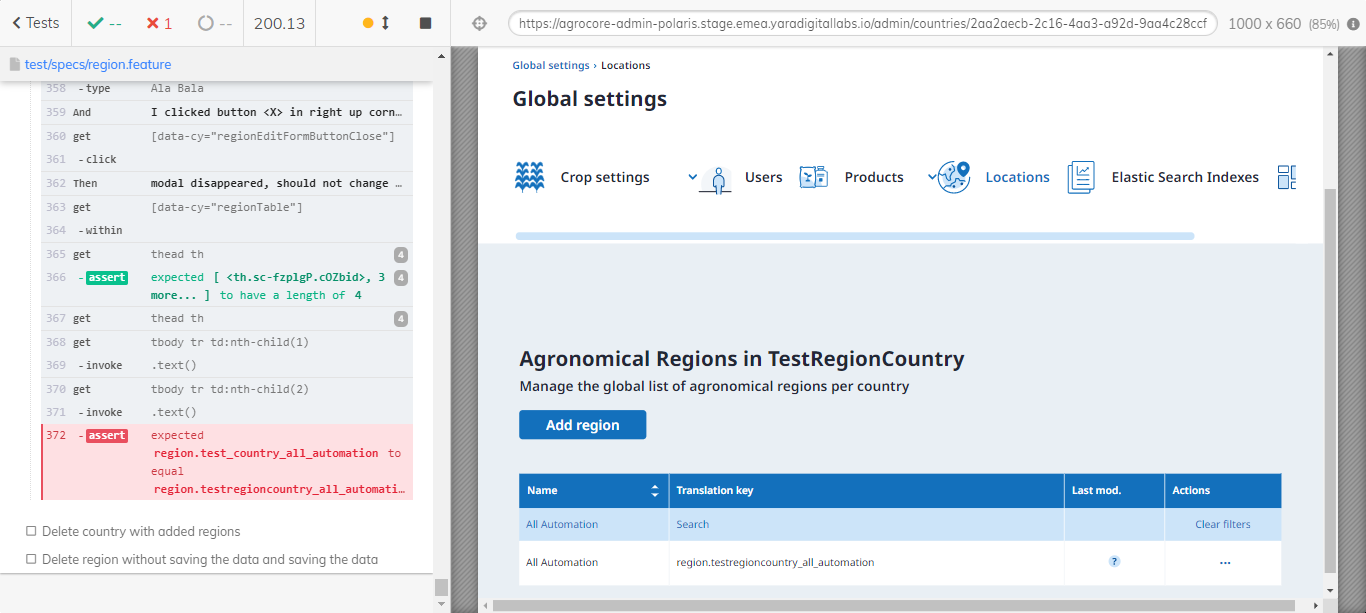 Tests
--
1
--
200.13
https://agrocore-admin-polaris.stage.emea.yaradigitallabs.io/admin/countries/2aa2aecb-2c16-4aa3-a92d-9aa4c28ccf
1000 x 660 (85%)
test/specs/region.feature
358 -type Ala Bala
359 And I clicked button <X> in right up corn…
360 get [data-cy="regionEditFormButtonClose"]
361 -click
362 Then modal disappeared, should not change …
363 get [data-cy="regionTable"]
364 -within
365 get thead th 4
366 -assert expected [ <th.sc-fzplgP.cOZbid>, 3 4
more... ] to have a length of 4
367 get thead th 4
368 get tbody tr td:nth-child(1)
369 -invoke .text()
370 get tbody tr td:nth-child(2)
371 -invoke .text()
372 -assert expected
region.test_country_all_automation to
equal
region.testregioncountry_all_automati…
Delete country with added regions
Delete region without saving the data and saving the data
Global settings › Locations
Global settings
Crop settings Users Products Locations Elastic Search Indexes
Agronomical Regions in TestRegionCountry
Manage the global list of agronomical regions per country
Add region
Name Translation key Last mod. Actions
All Automation Search Clear filters
All Automation region.testregioncountry_all_automation ? ...